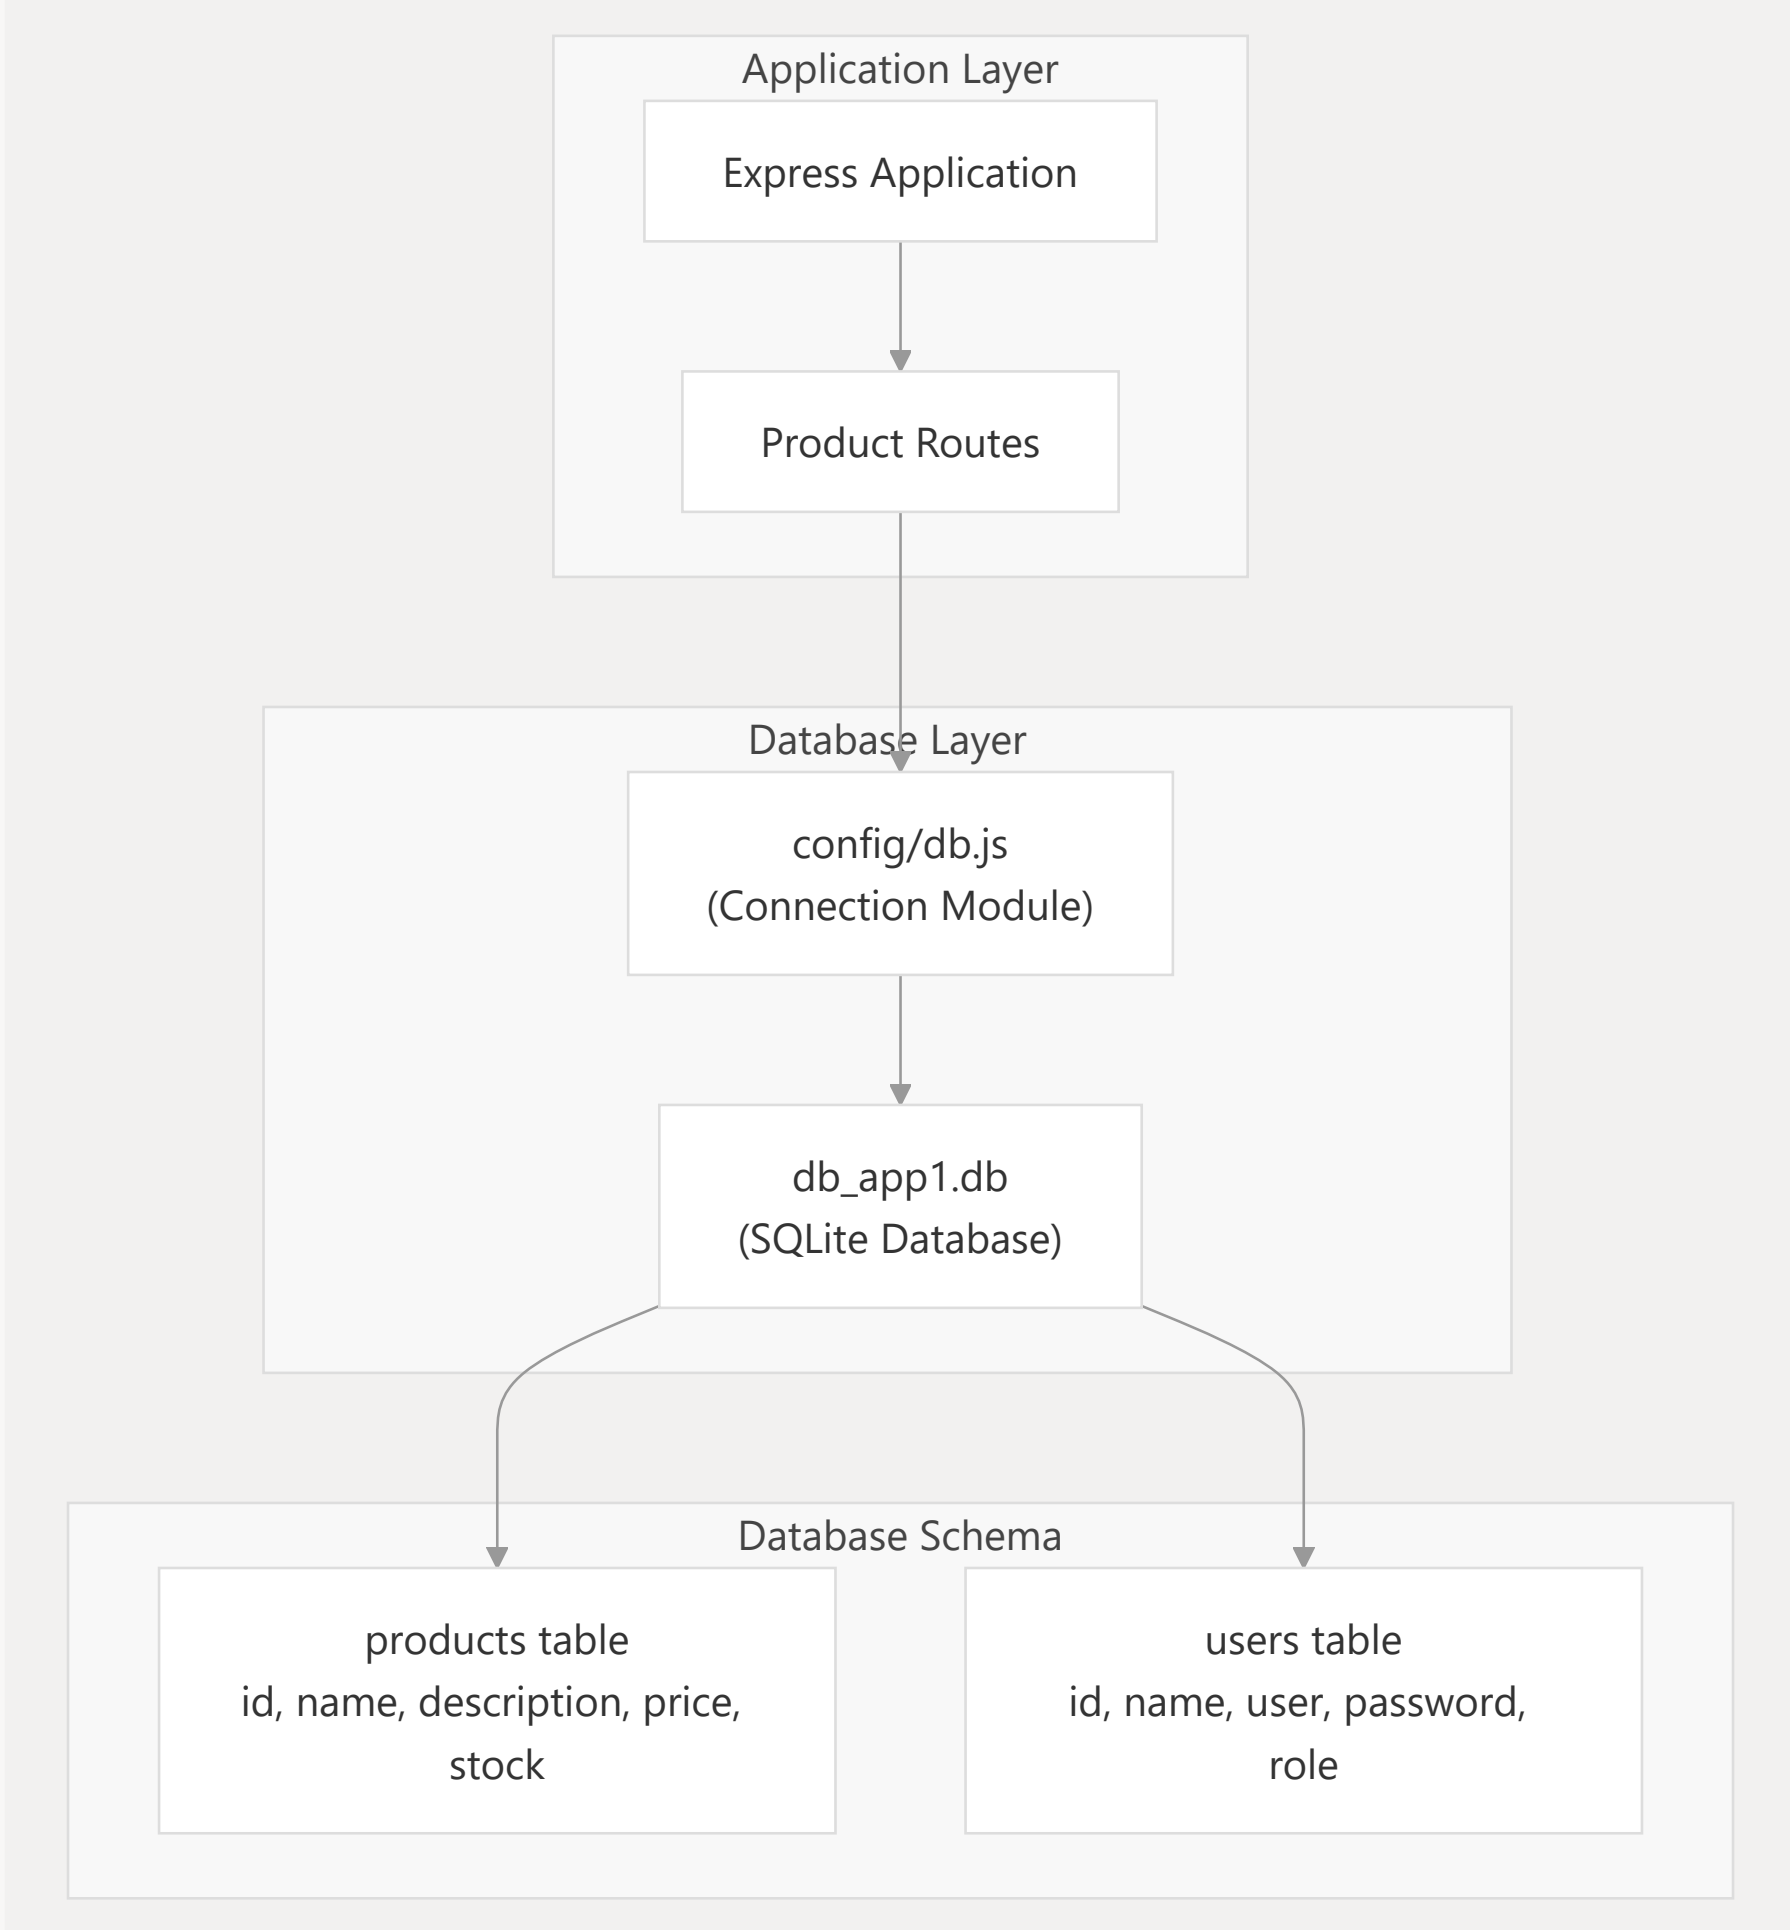 Application Layer
Express Application
Product Routes
Database Layer
config/db.js
(Connection Module)
db_app1.db
(SQLite Database)
Database Schema
products table
id, name, description, price,
stock
users table
id, name, user, password,
role